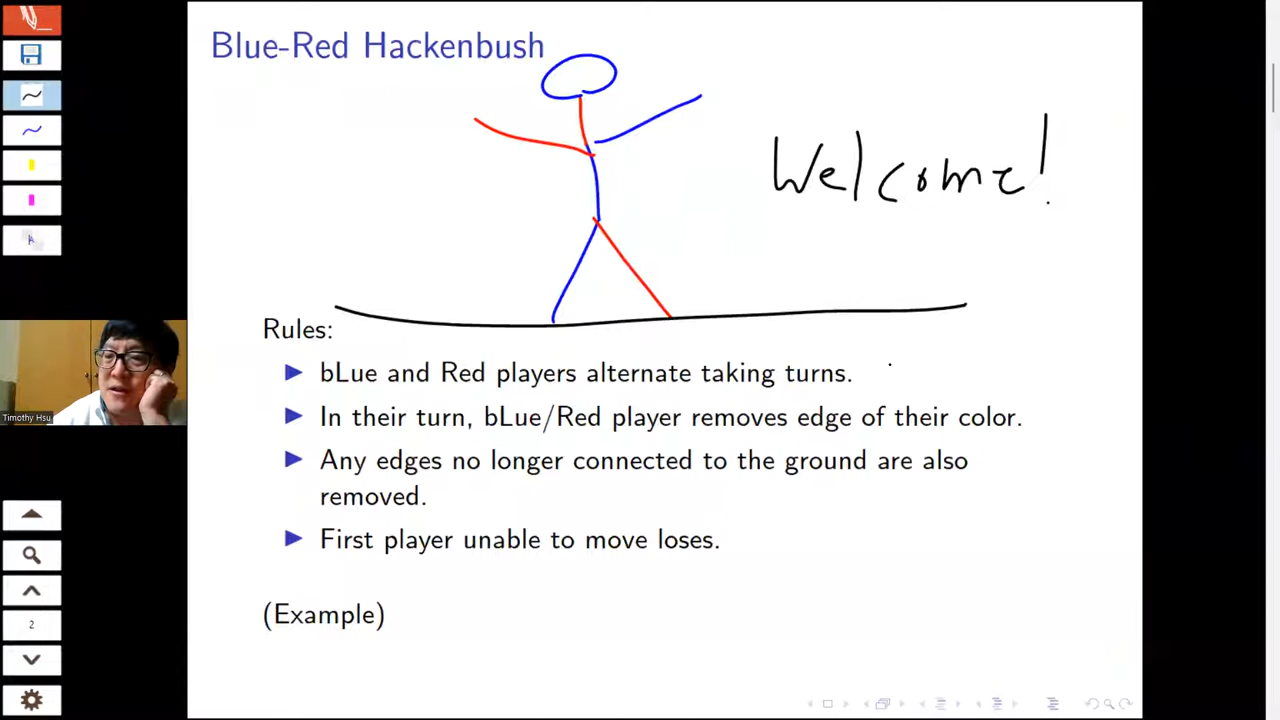 Blue-Red Hackenbush
Welcome!
Rules:
bLue and Red players alternate taking turns.
In their turn, bLue/Red player removes edge of their color.
Any edges no longer connected to the ground are also
removed.
First player unable to move loses.
(Example)
Timothy Hsu
2